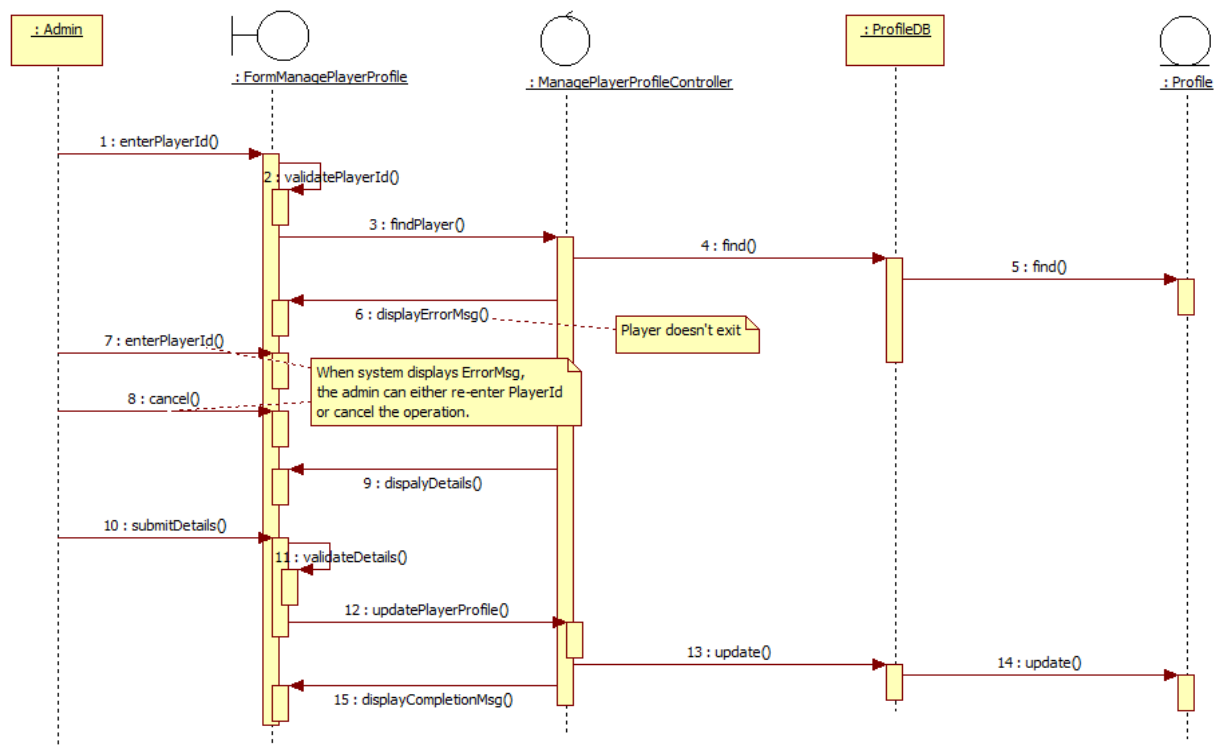 : Admin
: FormManagePlayerProfile
: ManagePlayerProfileController
: ProfileDB
: Profile
1 : enterPlayerId()
2 : validatePlayerId()
3 : findPlayer()
4 : find()
5 : find()
6 : displayErrorMsg()
Player doesn't exit
7 : enterPlayerId()
When system displays ErrorMsg,
the admin can either re-enter PlayerId
or cancel the operation.
8 : cancel()
9 : dispalyDetails()
10 : submitDetails()
11 : validateDetails()
12 : updatePlayerProfile()
13 : update()
14 : update()
15 : displayCompletionMsg()